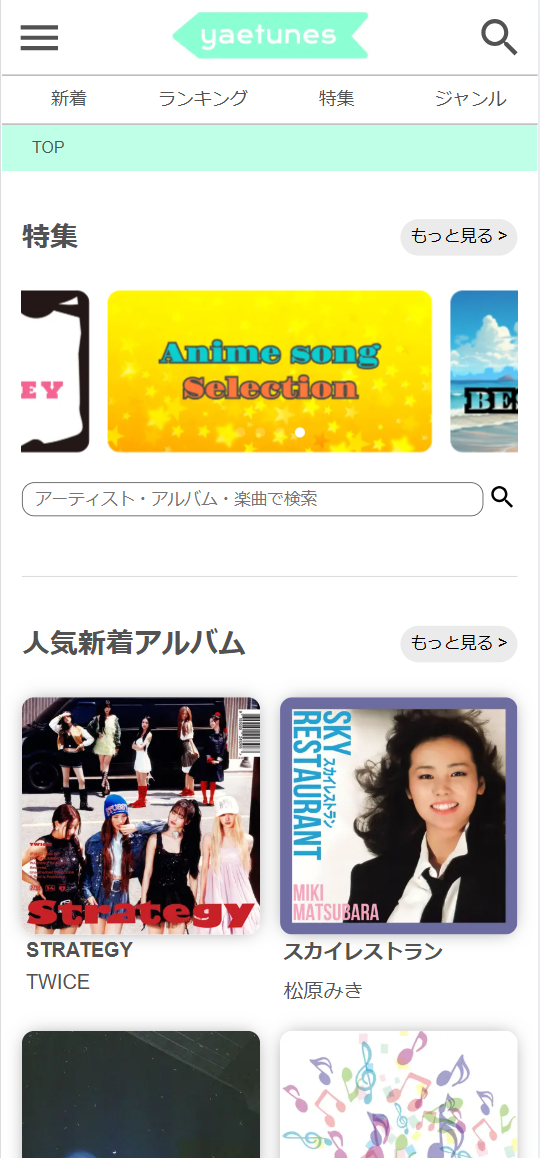 yaetunes
新着
ランキング
特集
ジャンル
TOP
特集
もっと見る >
EY
Anime song
Selection
BES
アーティスト・アルバム・楽曲で検索
人気新着アルバム
もっと見る >
TWICE
Strategy
SKY
スカイレストラン
RESTAURANT
MIKI
MATSUBARA
STRATEGY
TWICE
スカイレストラン
松原みき